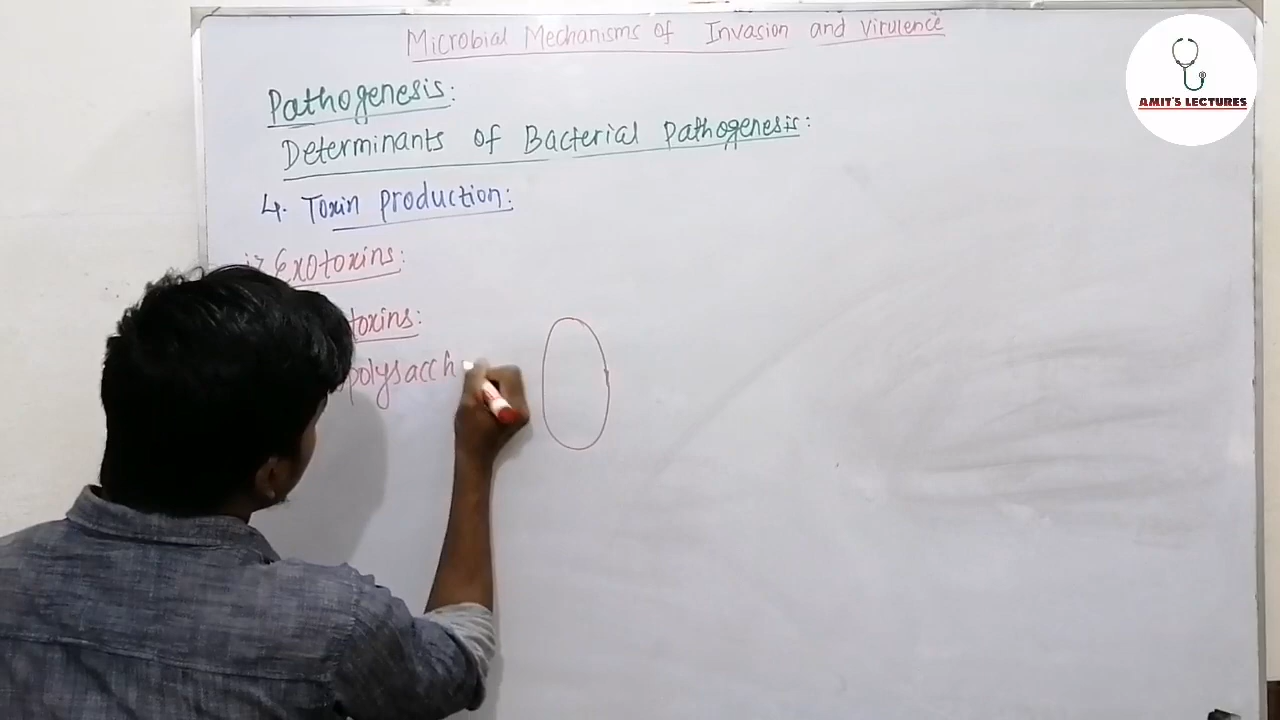 Microbial Mechanisms of Invasion and Virulence
Pathogenesis:
Determinants of Bacterial Pathogenesis:
4. Toxin production:
i> Exotoxins:
toxins:
polysacch
AMIT'S LECTURES